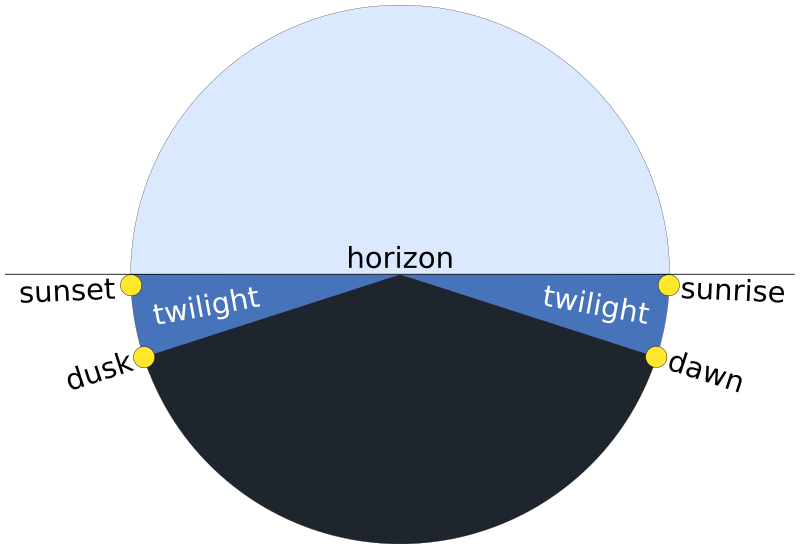 horizon
sunset
twilight
twilight
sunrise
dusk
dawn